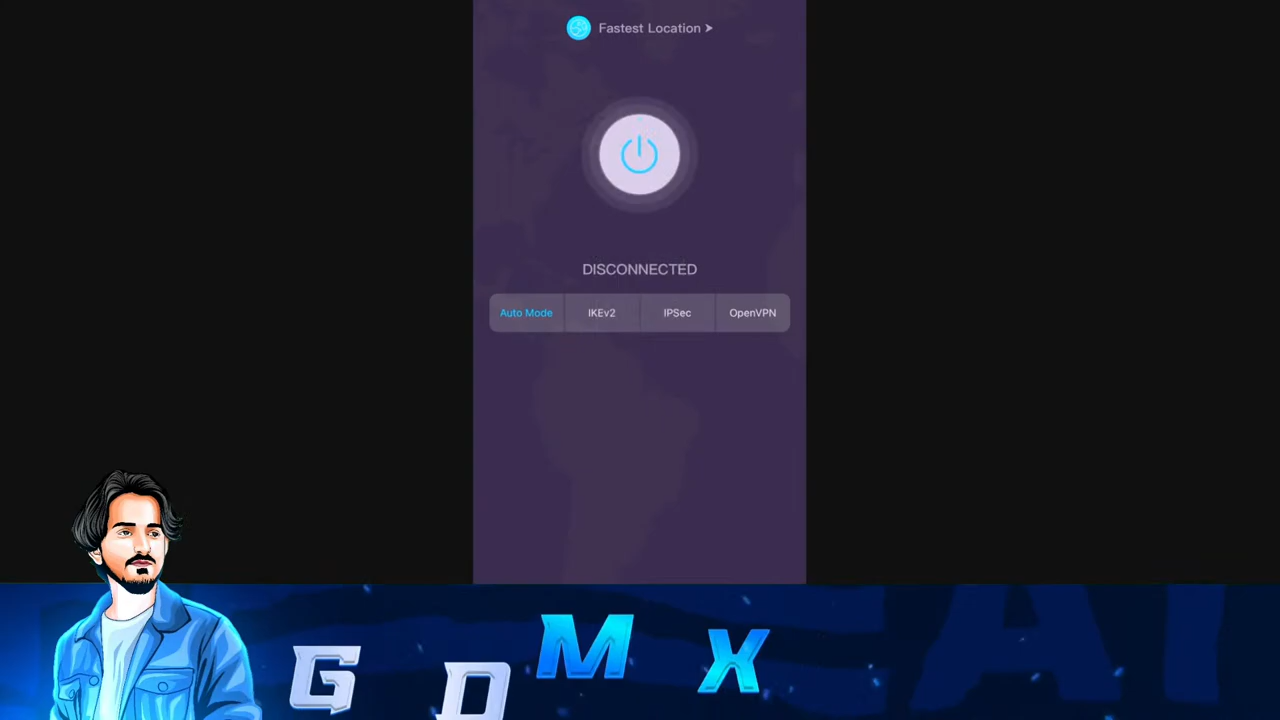 Fastest Location ➤
DISCONNECTED
Auto Mode
IKEv2
IPSec
OpenVPN
G D M X